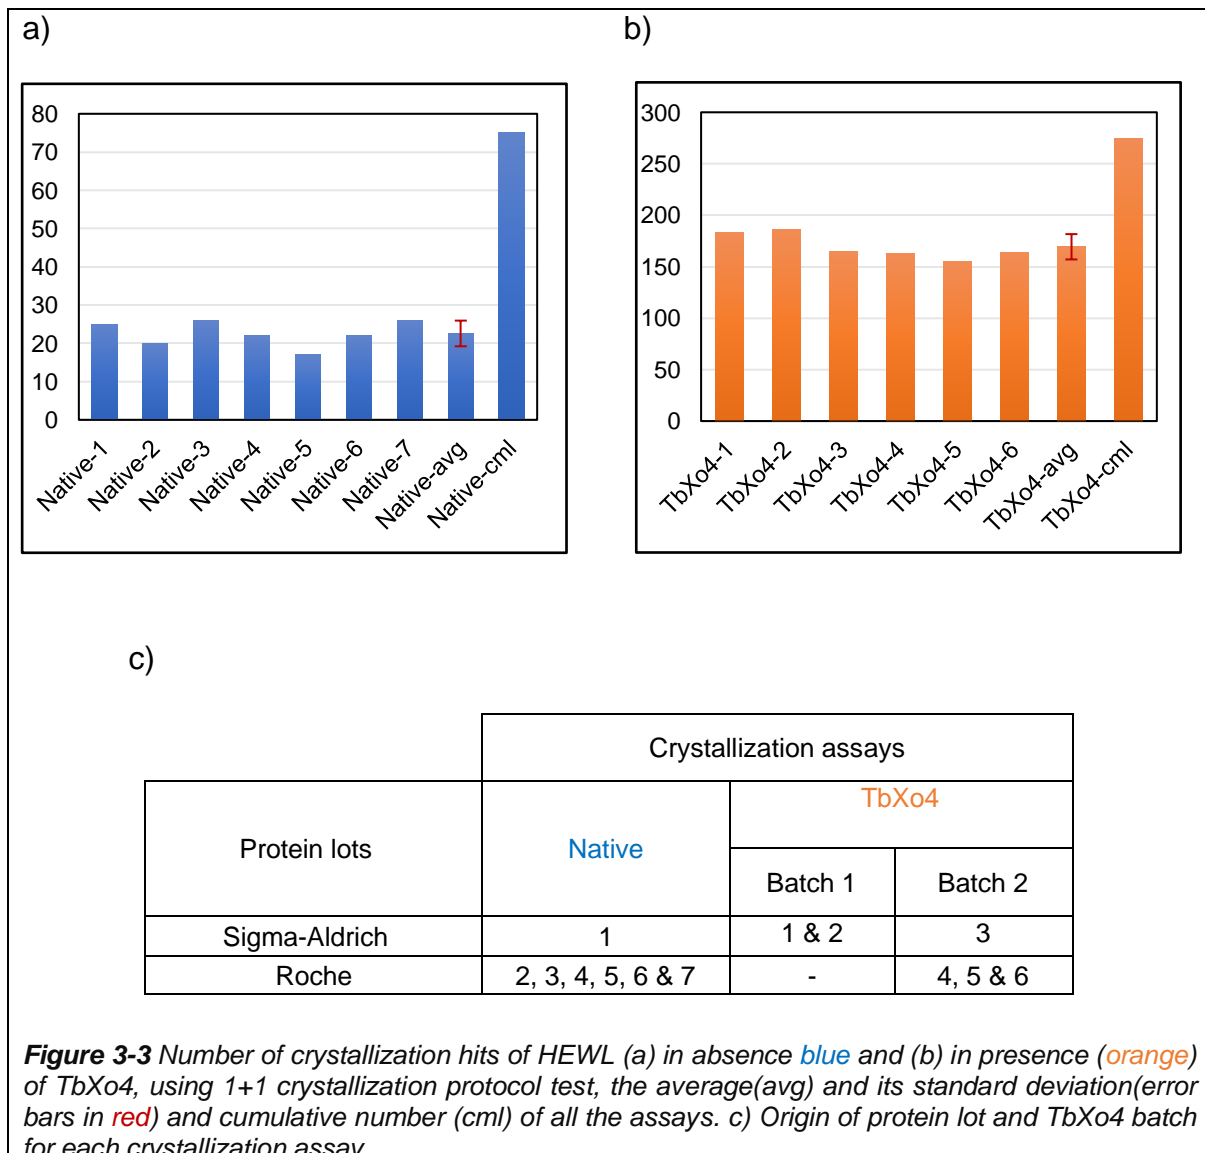 a)
80
70
60
50
40
30
20
10
0
Native-1
Native-2
Native-3
Native-4
Native-5
Native-6
Native-7
Native-avg
Native-cml
b)
300
250
200
150
100
50
0
TbXo4-1
TbXo4-2
TbXo4-3
TbXo4-4
TbXo4-5
TbXo4-6
TbXo4-avg
TbXo4-cml
c)
Crystallization assays
Protein lots Native TbXo4
Batch 1 Batch 2
Sigma-Aldrich 1 1 & 2 3
Roche 2, 3, 4, 5, 6 & 7 - 4, 5 & 6
Figure 3-3 Number of crystallization hits of HEWL (a) in absence blue and (b) in presence (orange)
of TbXo4, using 1+1 crystallization protocol test, the average(avg) and its standard deviation(error
bars in red) and cumulative number (cml) of all the assays. c) Origin of protein lot and TbXo4 batch
for each crystallization assay